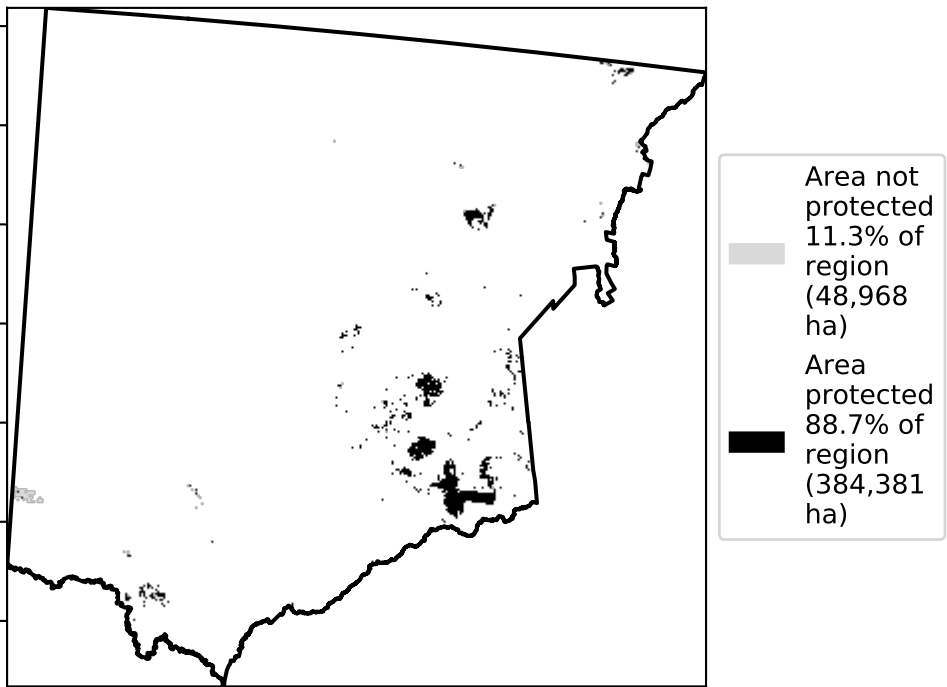 Area not
protected
11.3% of
region
(48,968
ha)
Area
protected
88.7% of
region
(384,381
ha)